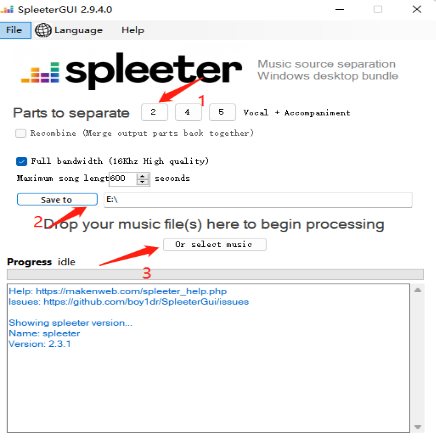 SpleeterGUI 2.9.4.0
File Language Help
spleeter Music source separation
Windows desktop bundle
Parts to separate 2 4 5 Vocal + Accompaniment
1
Recombine (Merge output parts back together)
Full bandwidth (16Khz High quality)
Maximum song lengt 600 seconds
Save to E:\
2
Drop your music file(s) here to begin processing
Or select music
3
Progress idle
Help: https://makenweb.com/spleeter_help.php
Issues: https://github.com/boy1dr/SpleeterGui/issues
Showing spleeter version...
Name: spleeter
Version: 2.3.1